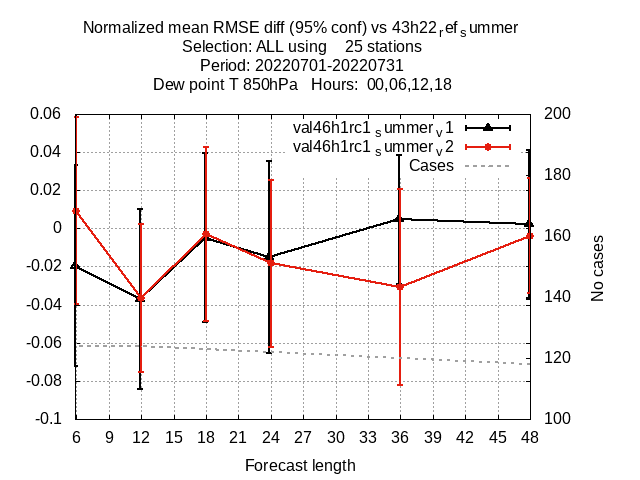 Normalized mean RMSE diff (95% conf) vs 43h22refsummer
Selection: ALL using    25 stations
Period: 20220701-20220731
Dew point T 850hPa   Hours:  00,06,12,18
val46h1rc1summerv1
val46h1rc1summerv2
Cases
0.06
0.04
0.02
0
-0.02
-0.04
-0.06
-0.08
-0.1
200
180
160
140
120
100
No cases
6 9 12 15 18 21 24 27 30 33 36 39 42 45 48
Forecast length